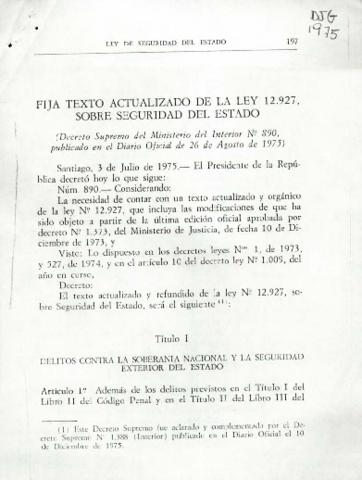 DJG
1975
LEY DE SEGURIDAD DEL ESTADO 197
FIJA TEXTO ACTUALIZADO DE LA LEY 12.927,
SOBRE SEGURIDAD DEL ESTADO
(Decreto Supremo del Ministerio del Interior Nº 890,
publicado en el Diario Oficial de 26 de Agosto de 1975)
Santiago, 3 de Julio de 1975.— El Presidente de la Repú-
blica decretó hoy lo que sigue:
Núm. 890.— Considerando:
La necesidad de contar con un texto actualizado y orgánico
de la ley Nº 12.927, que incluya las modificaciones de que ha
sido objeto a partir de la última edición oficial aprobada por
decreto Nº 1.373, del Ministerio de Justicia, de fecha 10 de Di-
ciembre de 1973, y
Visto: Lo dispuesto en los decretos leyes Nos 1, de 1973,
y 527, de 1974, y en el artículo 10 del decreto ley Nº 1.009, del
año en curso,
Decreto:
El texto actualizado y refundido de la ley Nº 12.927, so-
bre Seguridad del Estado, será el siguiente (1):
Título I
DELITOS CONTRA LA SOBERANIA NACIONAL Y LA SEGURIDAD
EXTERIOR DEL ESTADO
Artículo 1º Además de los delitos previstos en el Título I del
Libro II del Código Penal y en el Título II del Libro III del
(1) Este Decreto Supremo fue aclarado y complementado por el De-
creto Supremo Nº 1.388 (Interior) publicado en el Diario Oficial el 10
de Diciembre de 1975.